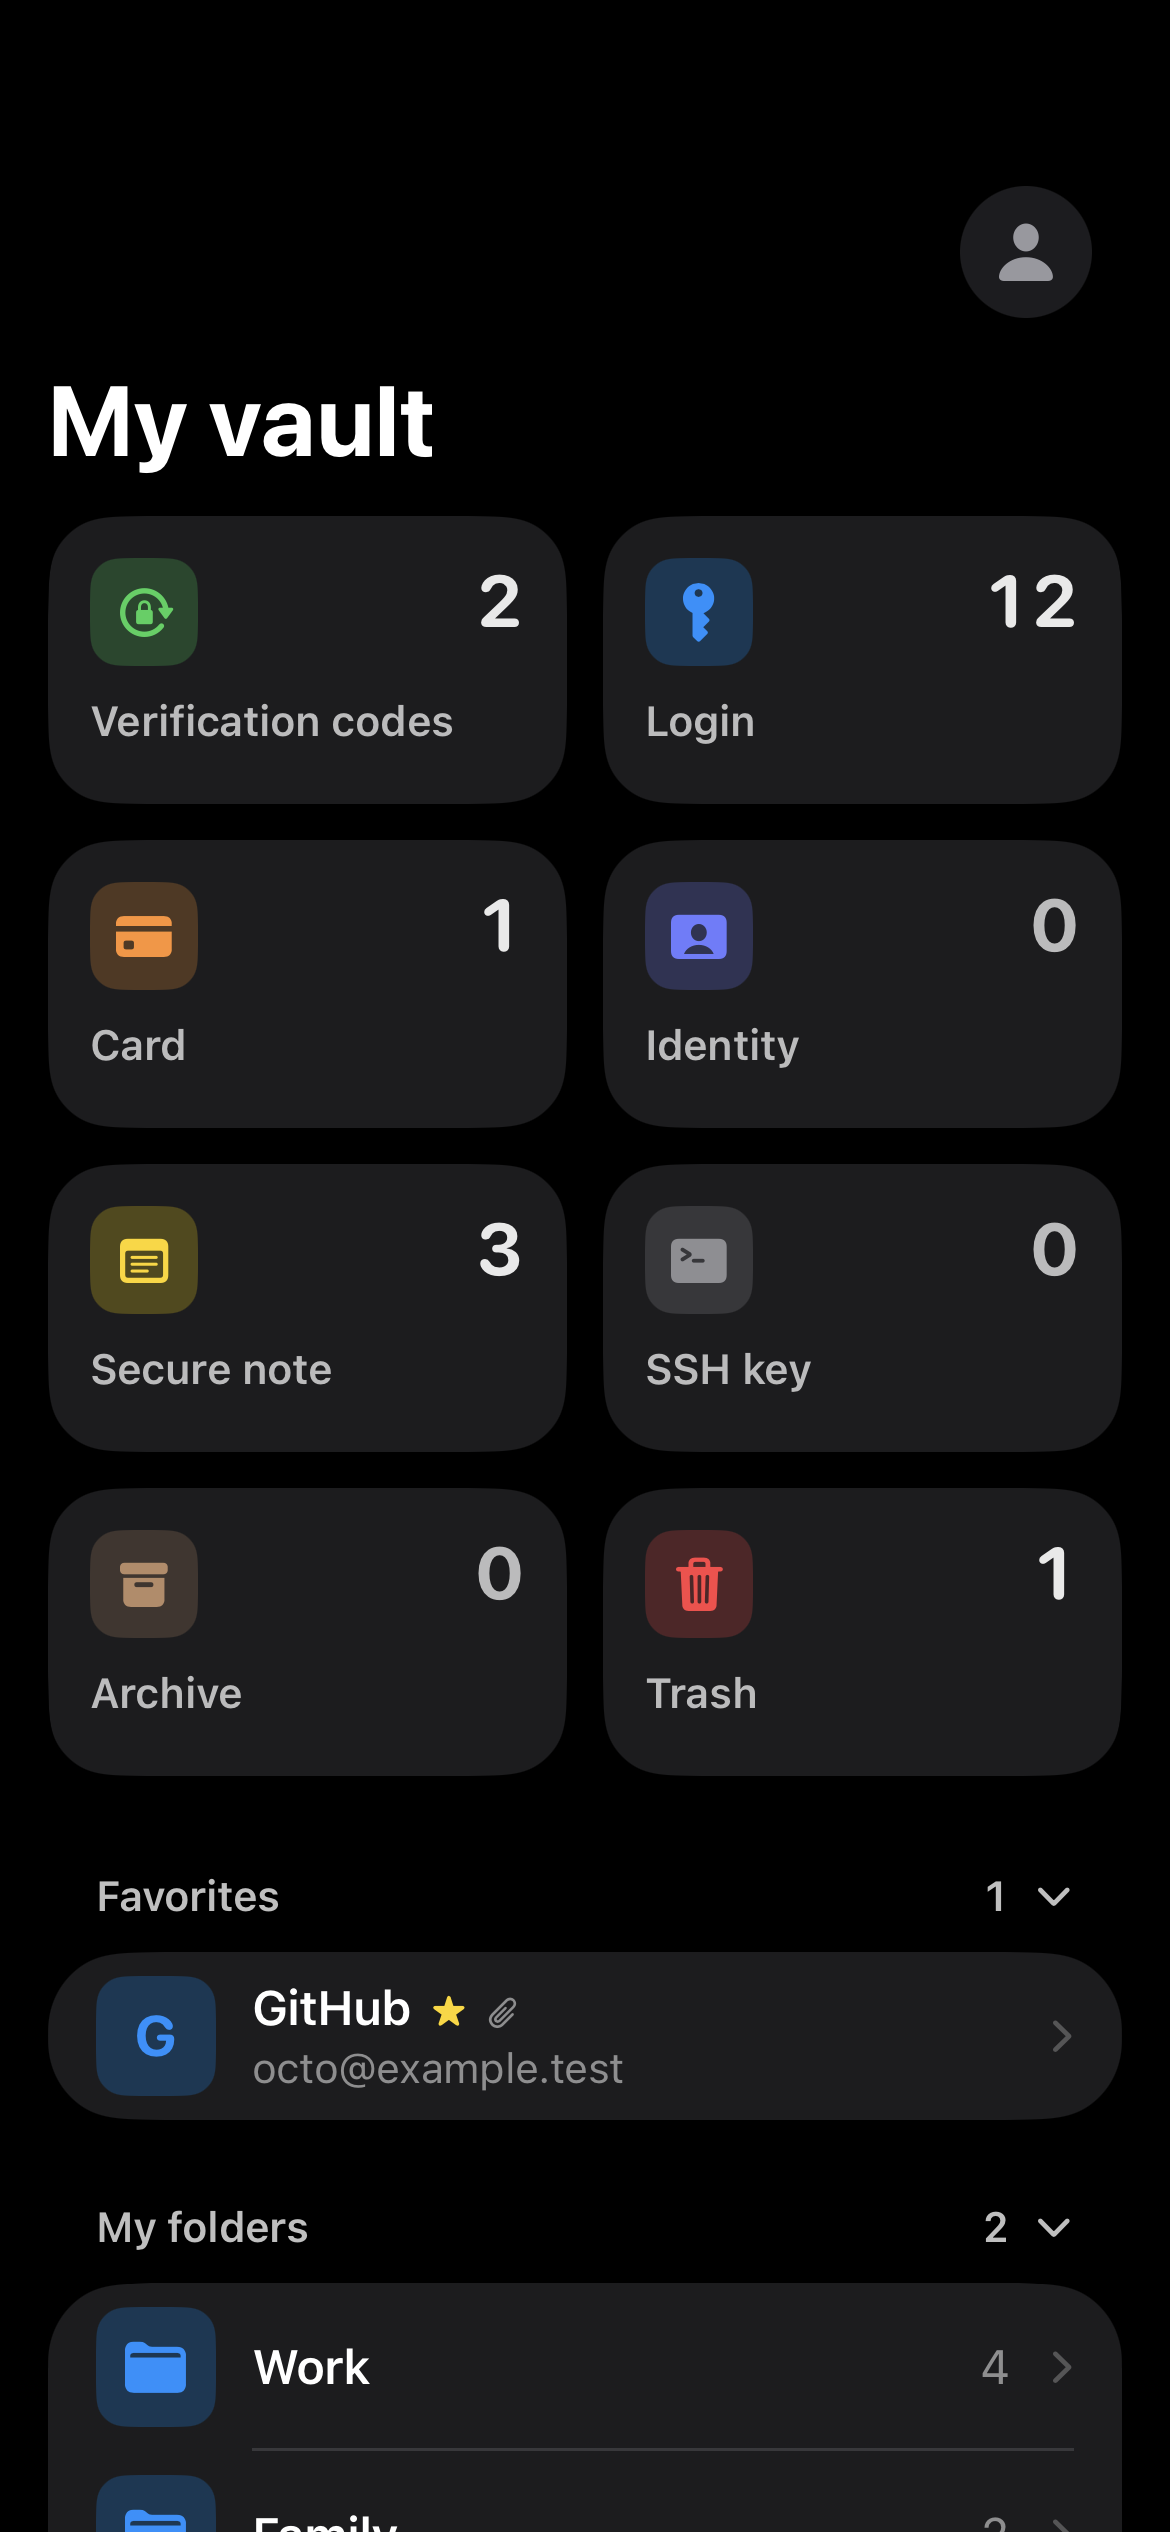 My vault
2
12
Verification codes
Login
1
0
Card
Identity
3
0
Secure note
SSH key
0
1
Archive
Trash
Favorites 1
G
GitHub
octo@example.test
My folders 2
Work 4
Family